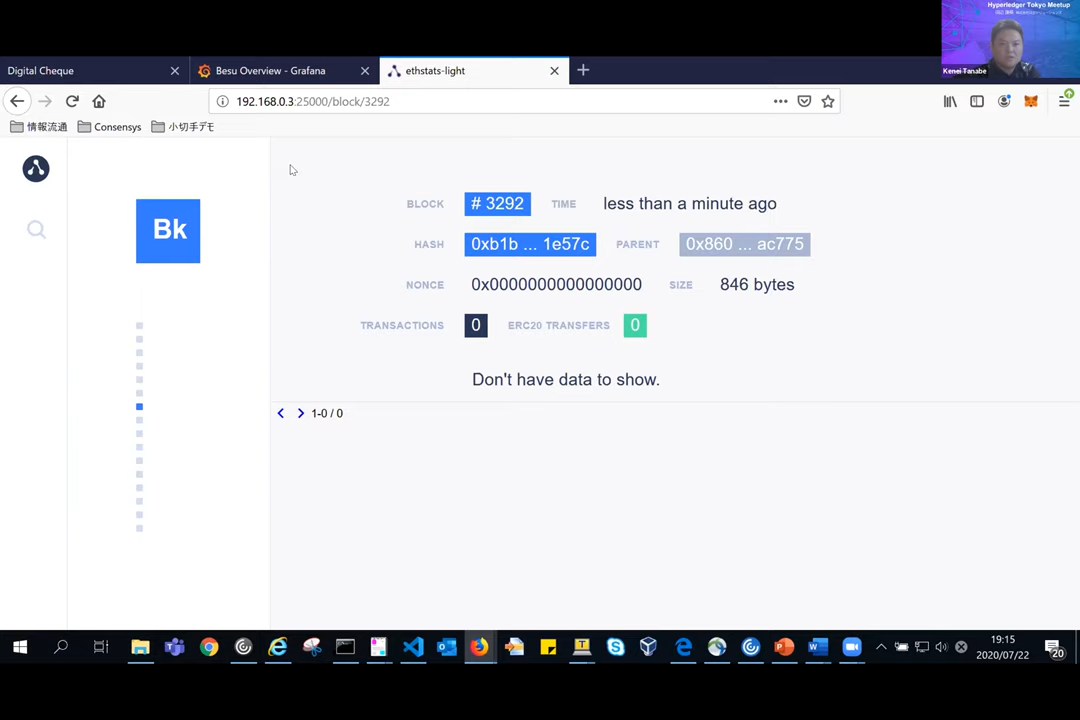 Hyperledger Tokyo Meetup
Kenei Tanabe
Digital Cheque
Besu Overview - Grafana
ethstats-light
192.168.0.3:25000/block/3292
情報流通
Consensys
小切手デモ
Bk
BLOCK # 3292 TIME less than a minute ago
HASH 0xb1b ... 1e57c PARENT 0x860 ... ac775
NONCE 0x0000000000000000 SIZE 846 bytes
TRANSACTIONS 0 ERC20 TRANSFERS 0
Don't have data to show.
1-0 / 0
19:15
2020/07/22
20